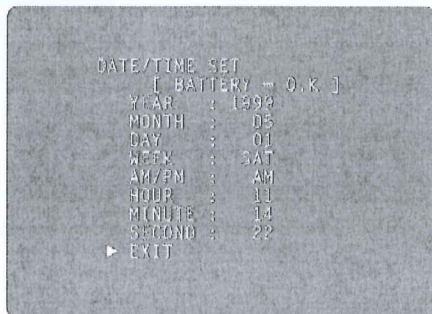 DATE/TIME SET
[ BATTERY = O.K ]
YEAR : 1999
MONTH : 05
DAY : 01
WEEK : SAT
AM/PM : AM
HOUR : 11
MINUTE : 14
SECOND : 22
▶ EXIT